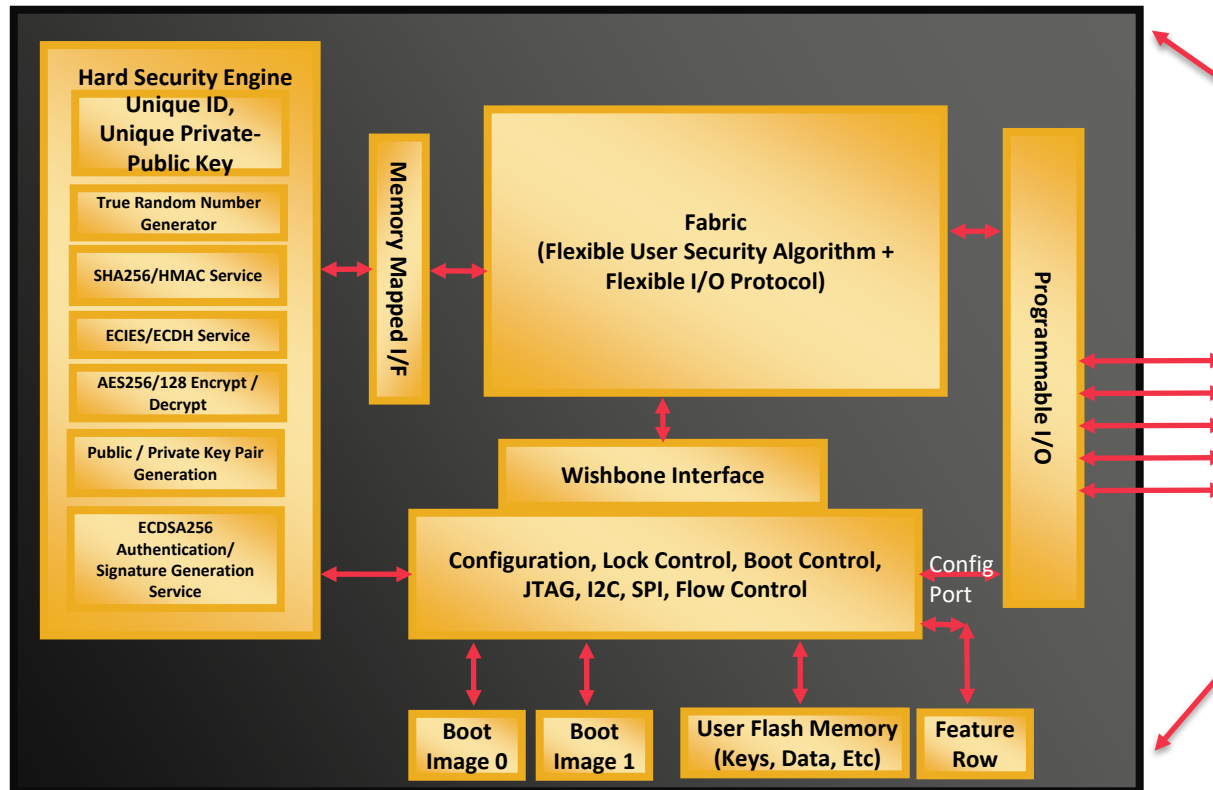 Hard Security Engine
Unique ID,
Unique Private-
Public Key
True Random Number
Generator
SHA256/HMAC Service
ECIES/ECDH Service
AES256/128 Encrypt /
Decrypt
Public / Private Key Pair
Generation
ECDSA256
Authentication/
Signature Generation
Service
Memory Mapped I/F
Fabric
(Flexible User Security Algorithm +
Flexible I/O Protocol)
Programmable I/O
Wishbone Interface
Configuration, Lock Control, Boot Control,
JTAG, I2C, SPI, Flow Control
Config
Port
Boot
Image 0
Boot
Image 1
User Flash Memory
(Keys, Data, Etc)
Feature
Row